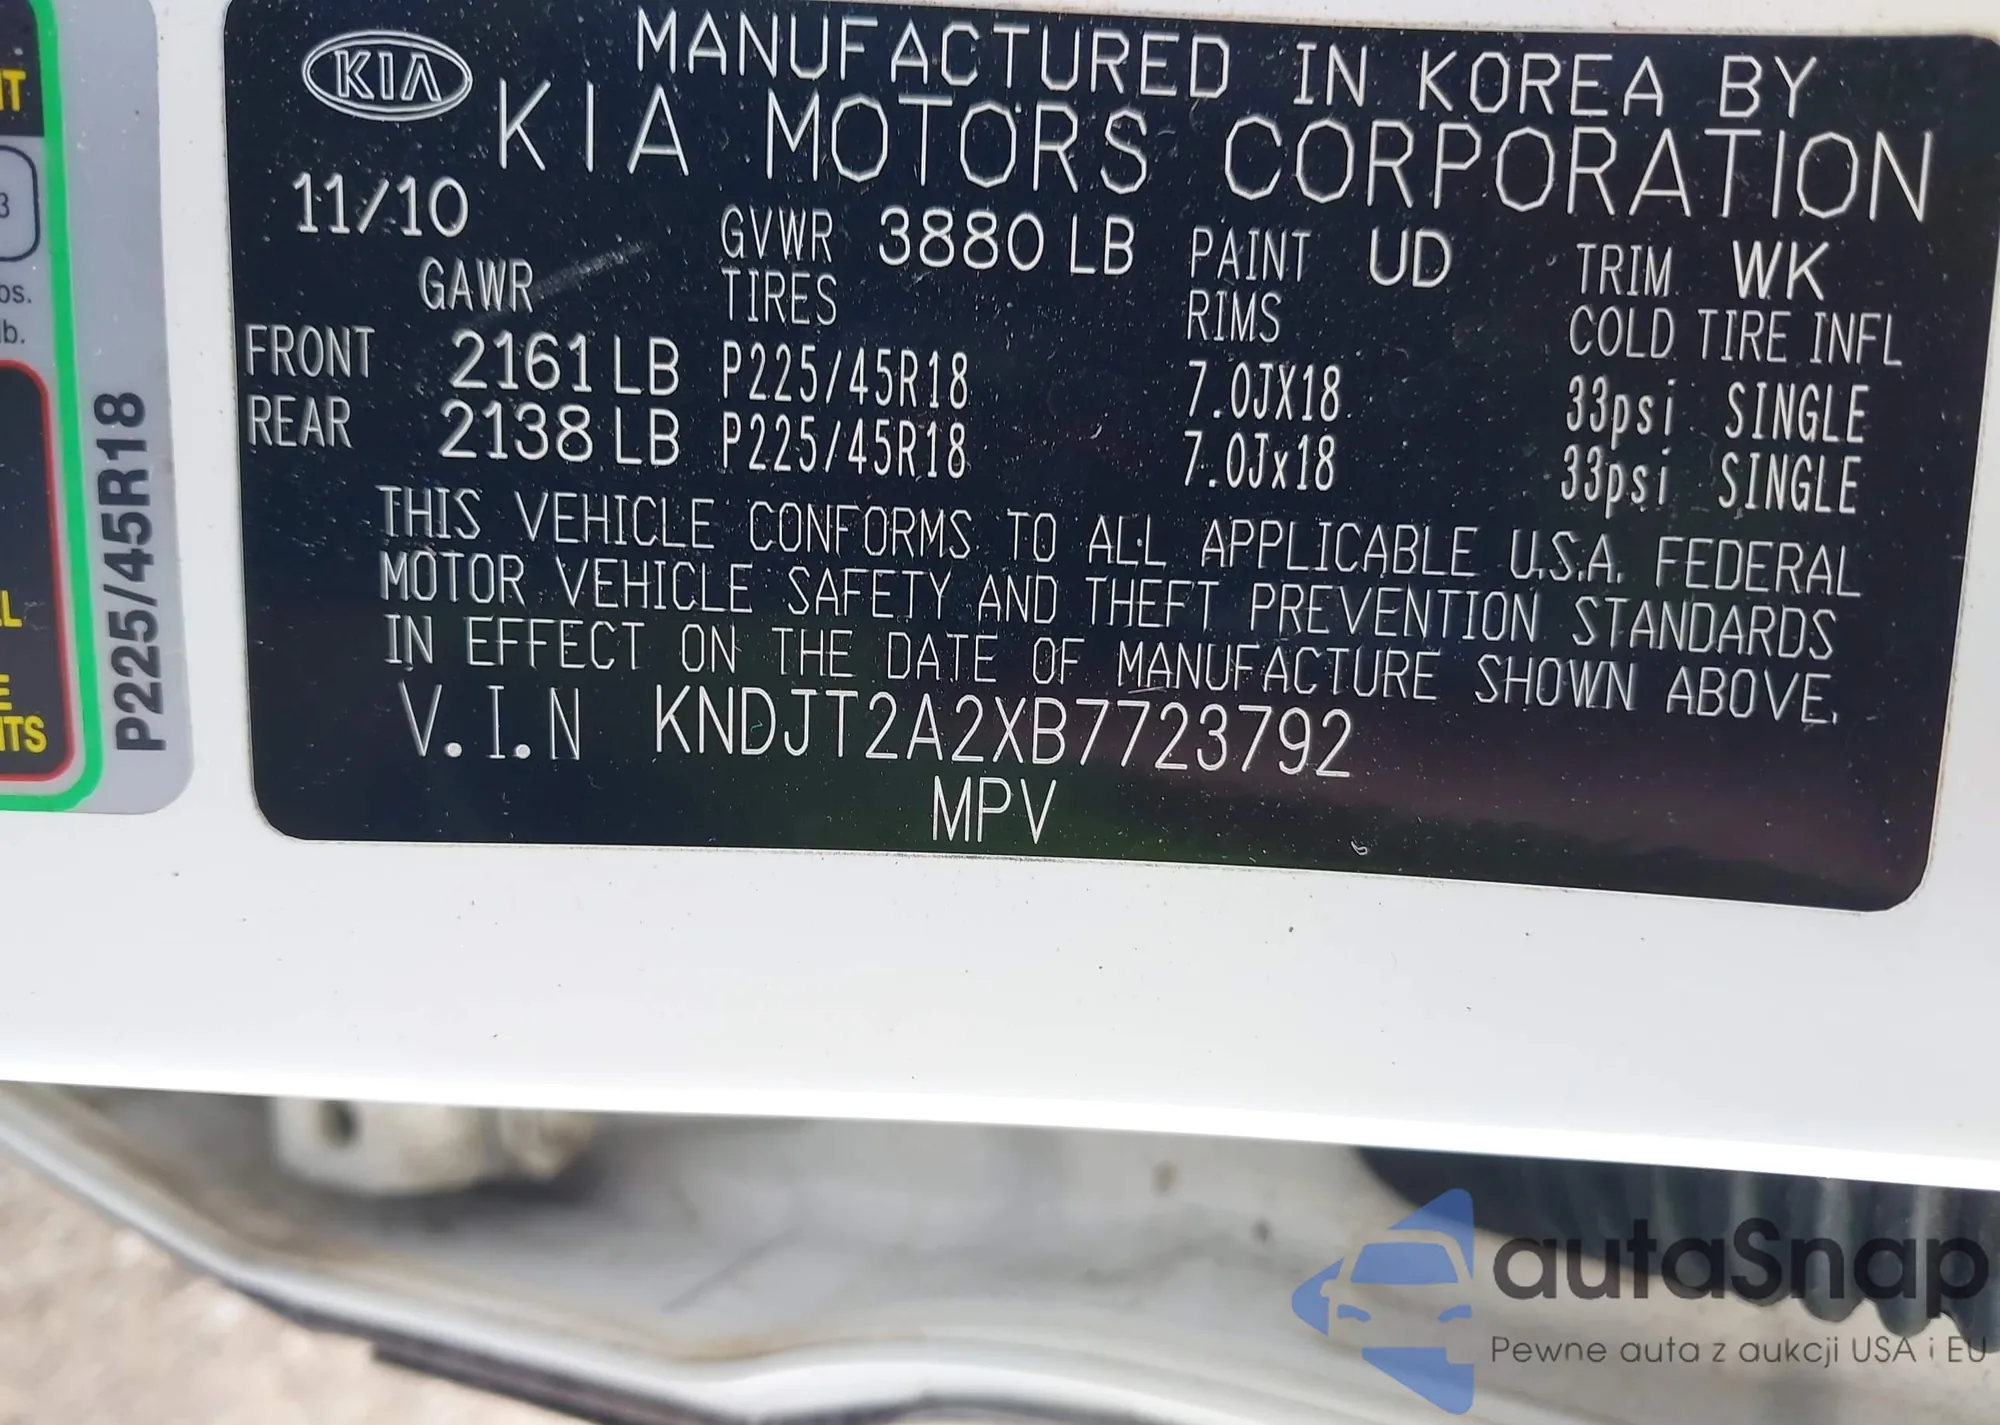 KIA
MANUFACTURED IN KOREA BY
KIA MOTORS CORPORATION
11/10 GVWR 3880 LB PAINT UD TRIM WK
GAWR TIRES RIMS COLD TIRE INFL
FRONT 2161 LB P225/45R18 7.0JX18 33psi SINGLE
REAR 2138 LB P225/45R18 7.0Jx18 33psi SINGLE
THIS VEHICLE CONFORMS TO ALL APPLICABLE U.S.A. FEDERAL
MOTOR VEHICLE SAFETY AND THEFT PREVENTION STANDARDS
IN EFFECT ON THE DATE OF MANUFACTURE SHOWN ABOVE.
V.I.N KNDJT2A2XB7723792
MPV
P225/45R18
autaSnap
Pewne auta z aukcji USA i EU